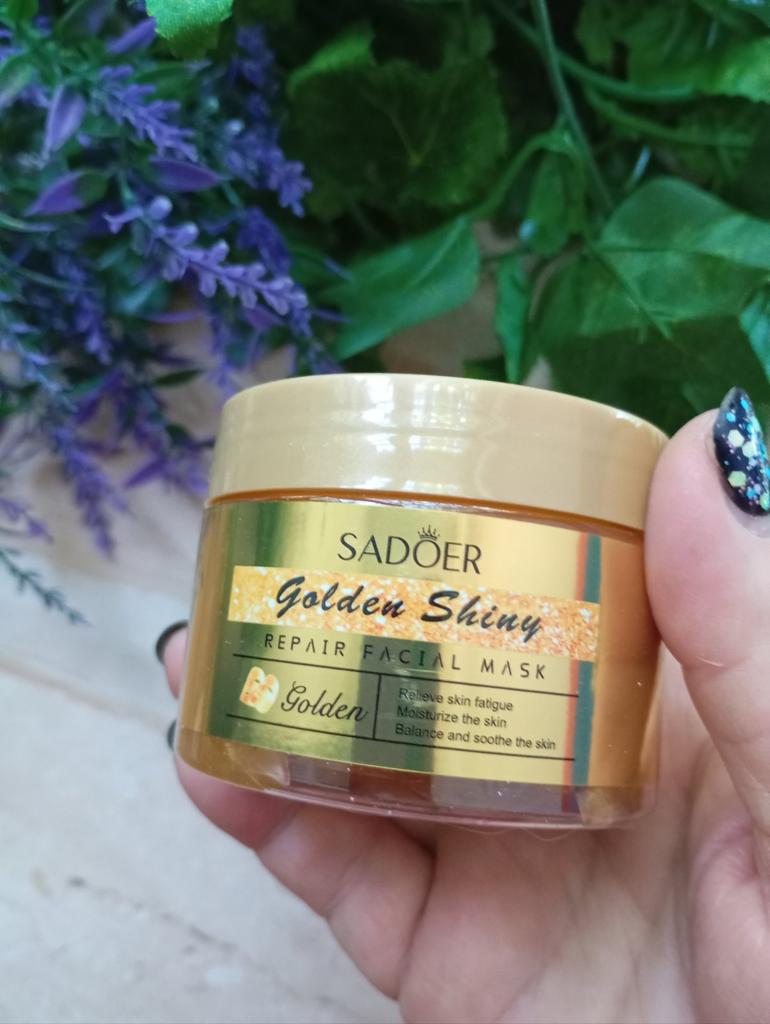 SADOER
Golden Shiny
REPAIR FACIAL MASK
Golden
Relieve skin fatigue
Moisturize the skin
Balance and soothe the skin